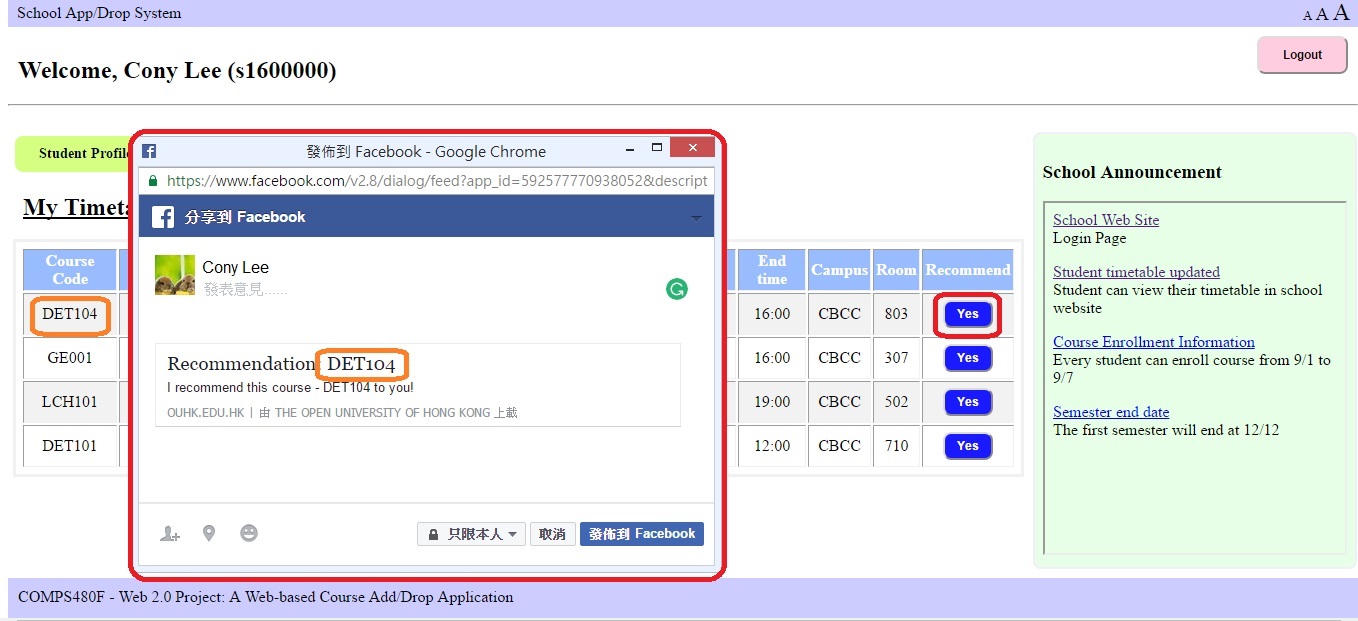 School App/Drop System
A A A
Welcome, Cony Lee (s1600000)
Logout
Student Profile
My Timeta
Course Code
End time
Campus
Room
Recommend
DET104
16:00
CBCC
803
Yes
GE001
16:00
CBCC
307
Yes
LCH101
19:00
CBCC
502
Yes
DET101
12:00
CBCC
710
Yes
發佈到 Facebook - Google Chrome
https://www.facebook.com/v2.8/dialog/feed?app_id=592577770938052&descript
分享到 Facebook
Cony Lee
發表意見......
Recommendation: DET104
I recommend this course - DET104 to you!
OUHK.EDU.HK | 由 THE OPEN UNIVERSITY OF HONG KONG 上載
只限本人
取消
發佈到 Facebook
School Announcement
School Web Site
Login Page
Student timetable updated
Student can view their timetable in school
website
Course Enrollment Information
Every student can enroll course from 9/1 to
9/7
Semester end date
The first semester will end at 12/12
COMPS480F - Web 2.0 Project: A Web-based Course Add/Drop Application